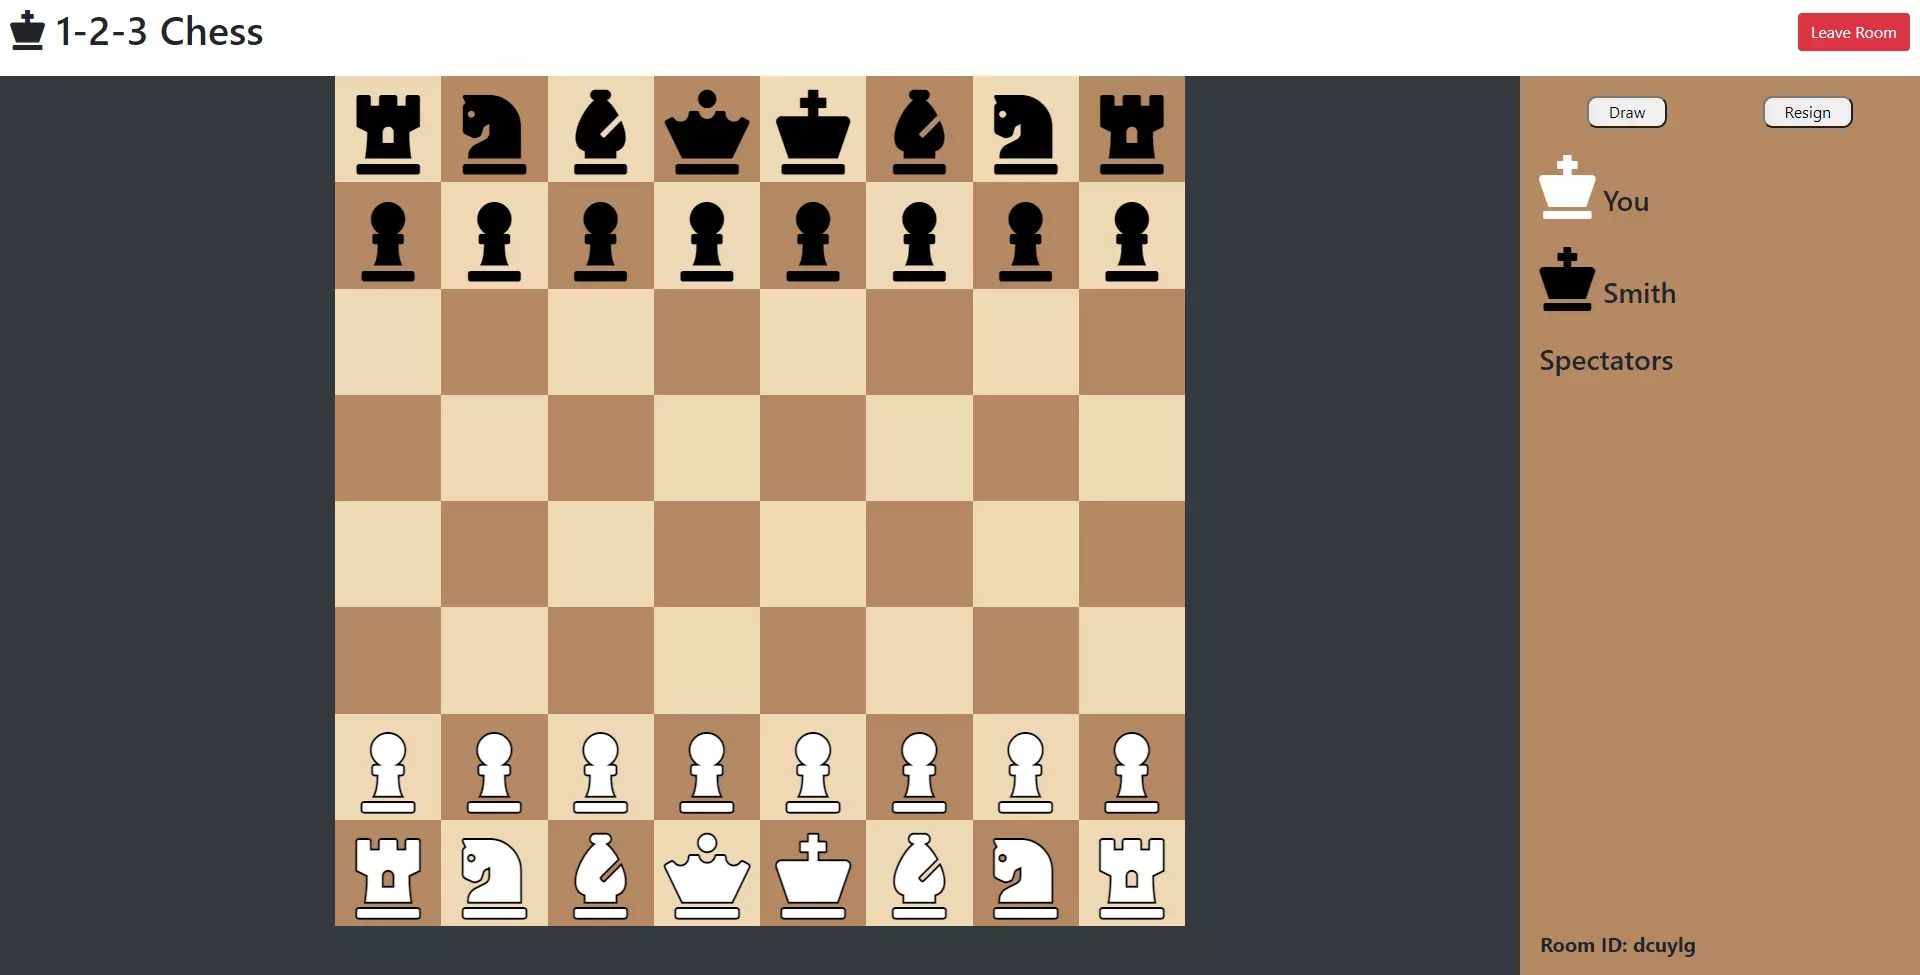 1-2-3 Chess
Leave Room
Draw
Resign
You
Smith
Spectators
Room ID: dcuylg